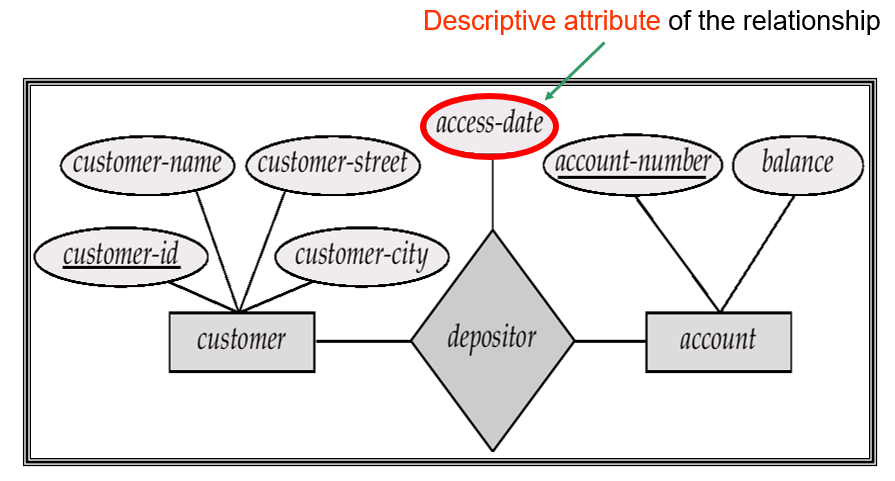 Descriptive attribute of the relationship
access-date
customer-name
customer-street
account-number
balance
customer-id
customer-city
customer
depositor
account